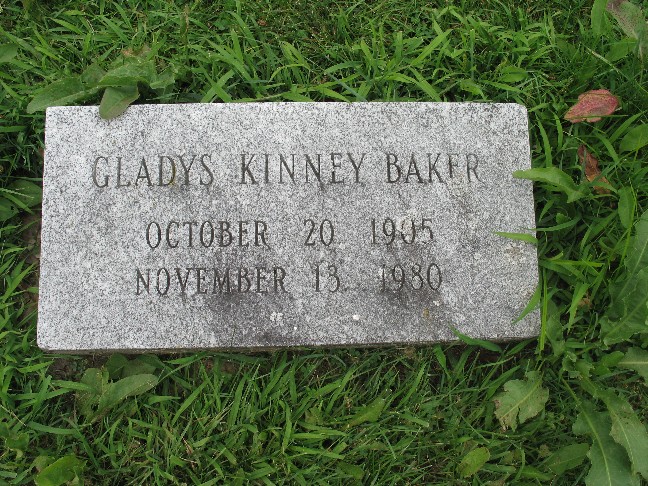 GLADYS KINNEY BAKER
OCTOBER 20 1905
NOVEMBER 13 1980